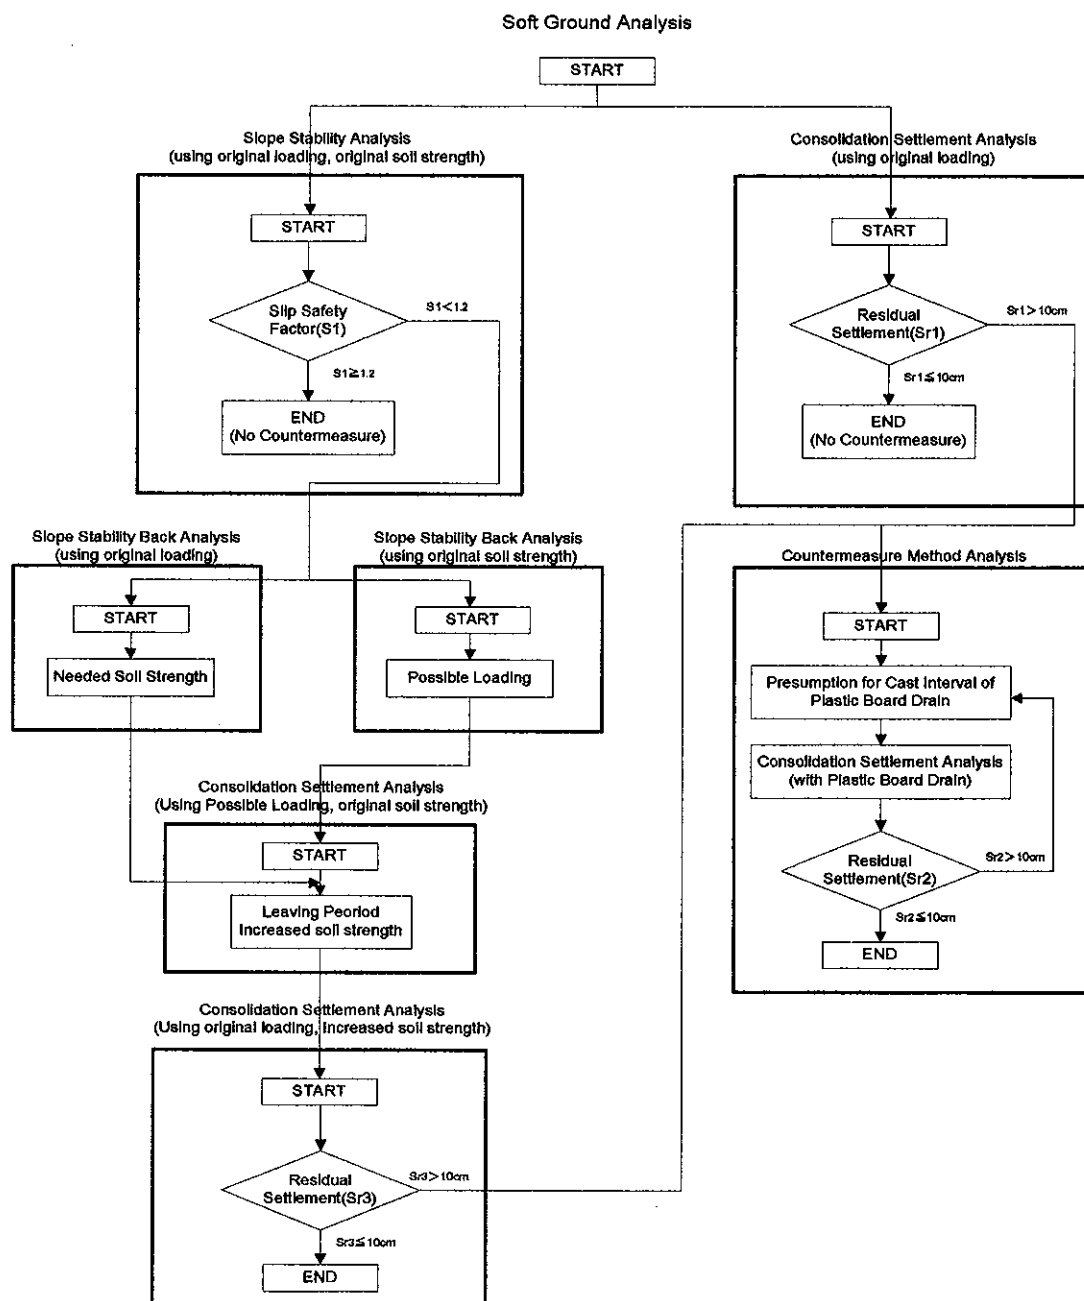 Soft Ground Analysis
START
Slope Stability Analysis
(using original loading, original soil strength)
START
Slip Safety
Factor(S1)
S1<1.2
S1≧1.2
END
(No Countermeasure)
Consolidation Settlement Analysis
(using original loading)
START
Residual
Settlement(Sr1)
Sr1>10cm
Sr1≦10cm
END
(No Countermeasure)
Slope Stability Back Analysis
(using original loading)
START
Needed Soil Strength
Slope Stability Back Analysis
(using original soil strength)
START
Possible Loading
Consolidation Settlement Analysis
(Using Possible Loading, original soil strength)
START
Leaving Peoriod
Increased soil strength
Consolidation Settlement Analysis
(Using original loading, Increased soil strength)
START
Residual
Settlement(Sr3)
Sr3>10cm
Sr3≦10cm
END
Countermeasure Method Analysis
START
Presumption for Cast Interval of
Plastic Board Drain
Consolidation Settlement Analysis
(with Plastic Board Drain)
Residual
Settlement(Sr2)
Sr2>10cm
Sr2≦10cm
END